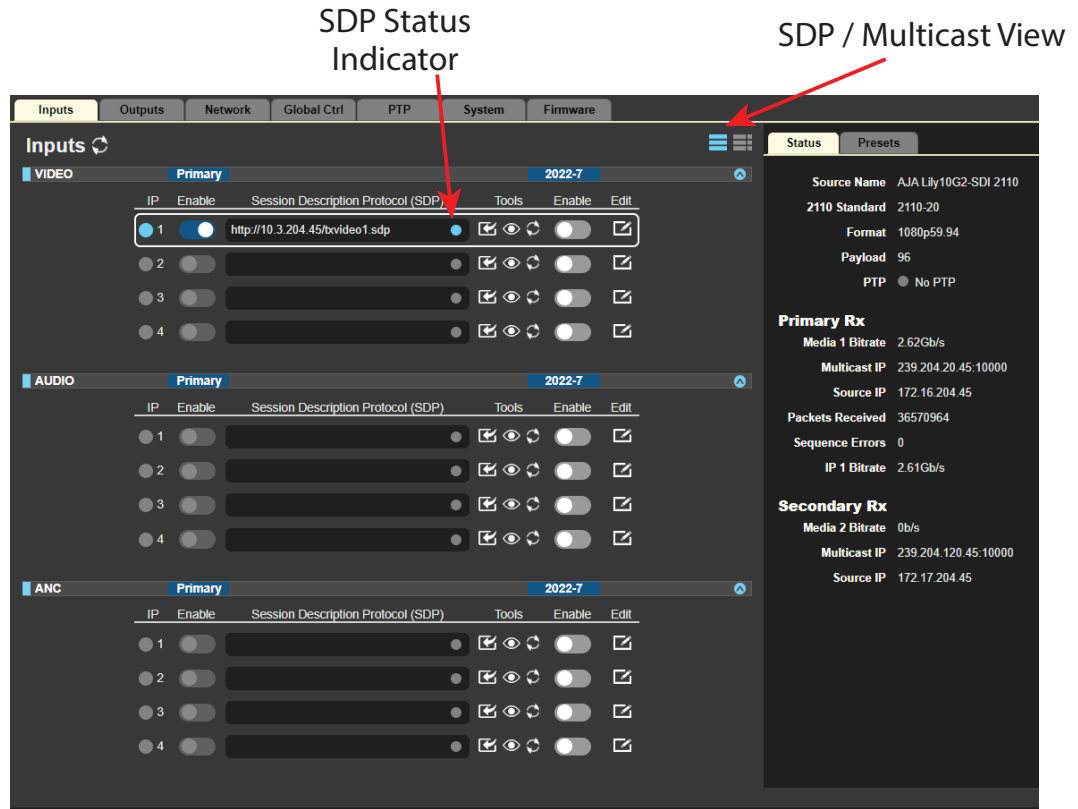 SDP Status
Indicator
SDP / Multicast View
Inputs Outputs Network Global Ctrl PTP System Firmware
Inputs
VIDEO Primary 2022-7
IP Enable Session Description Protocol (SDP) Tools Enable Edit
1 http://10.3.204.45/txvideo1.sdp
2
3
4
AUDIO Primary 2022-7
IP Enable Session Description Protocol (SDP) Tools Enable Edit
1
2
3
4
ANC Primary 2022-7
IP Enable Session Description Protocol (SDP) Tools Enable Edit
1
2
3
4
Status Presets
Source Name AJA Lily10G2-SDI 2110
2110 Standard 2110-20
Format 1080p59.94
Payload 96
PTP No PTP
Primary Rx
Media 1 Bitrate 2.62Gb/s
Multicast IP 239.204.20.45:10000
Source IP 172.16.204.45
Packets Received 36570964
Sequence Errors 0
IP 1 Bitrate 2.61Gb/s
Secondary Rx
Media 2 Bitrate 0b/s
Multicast IP 239.204.120.45:10000
Source IP 172.17.204.45